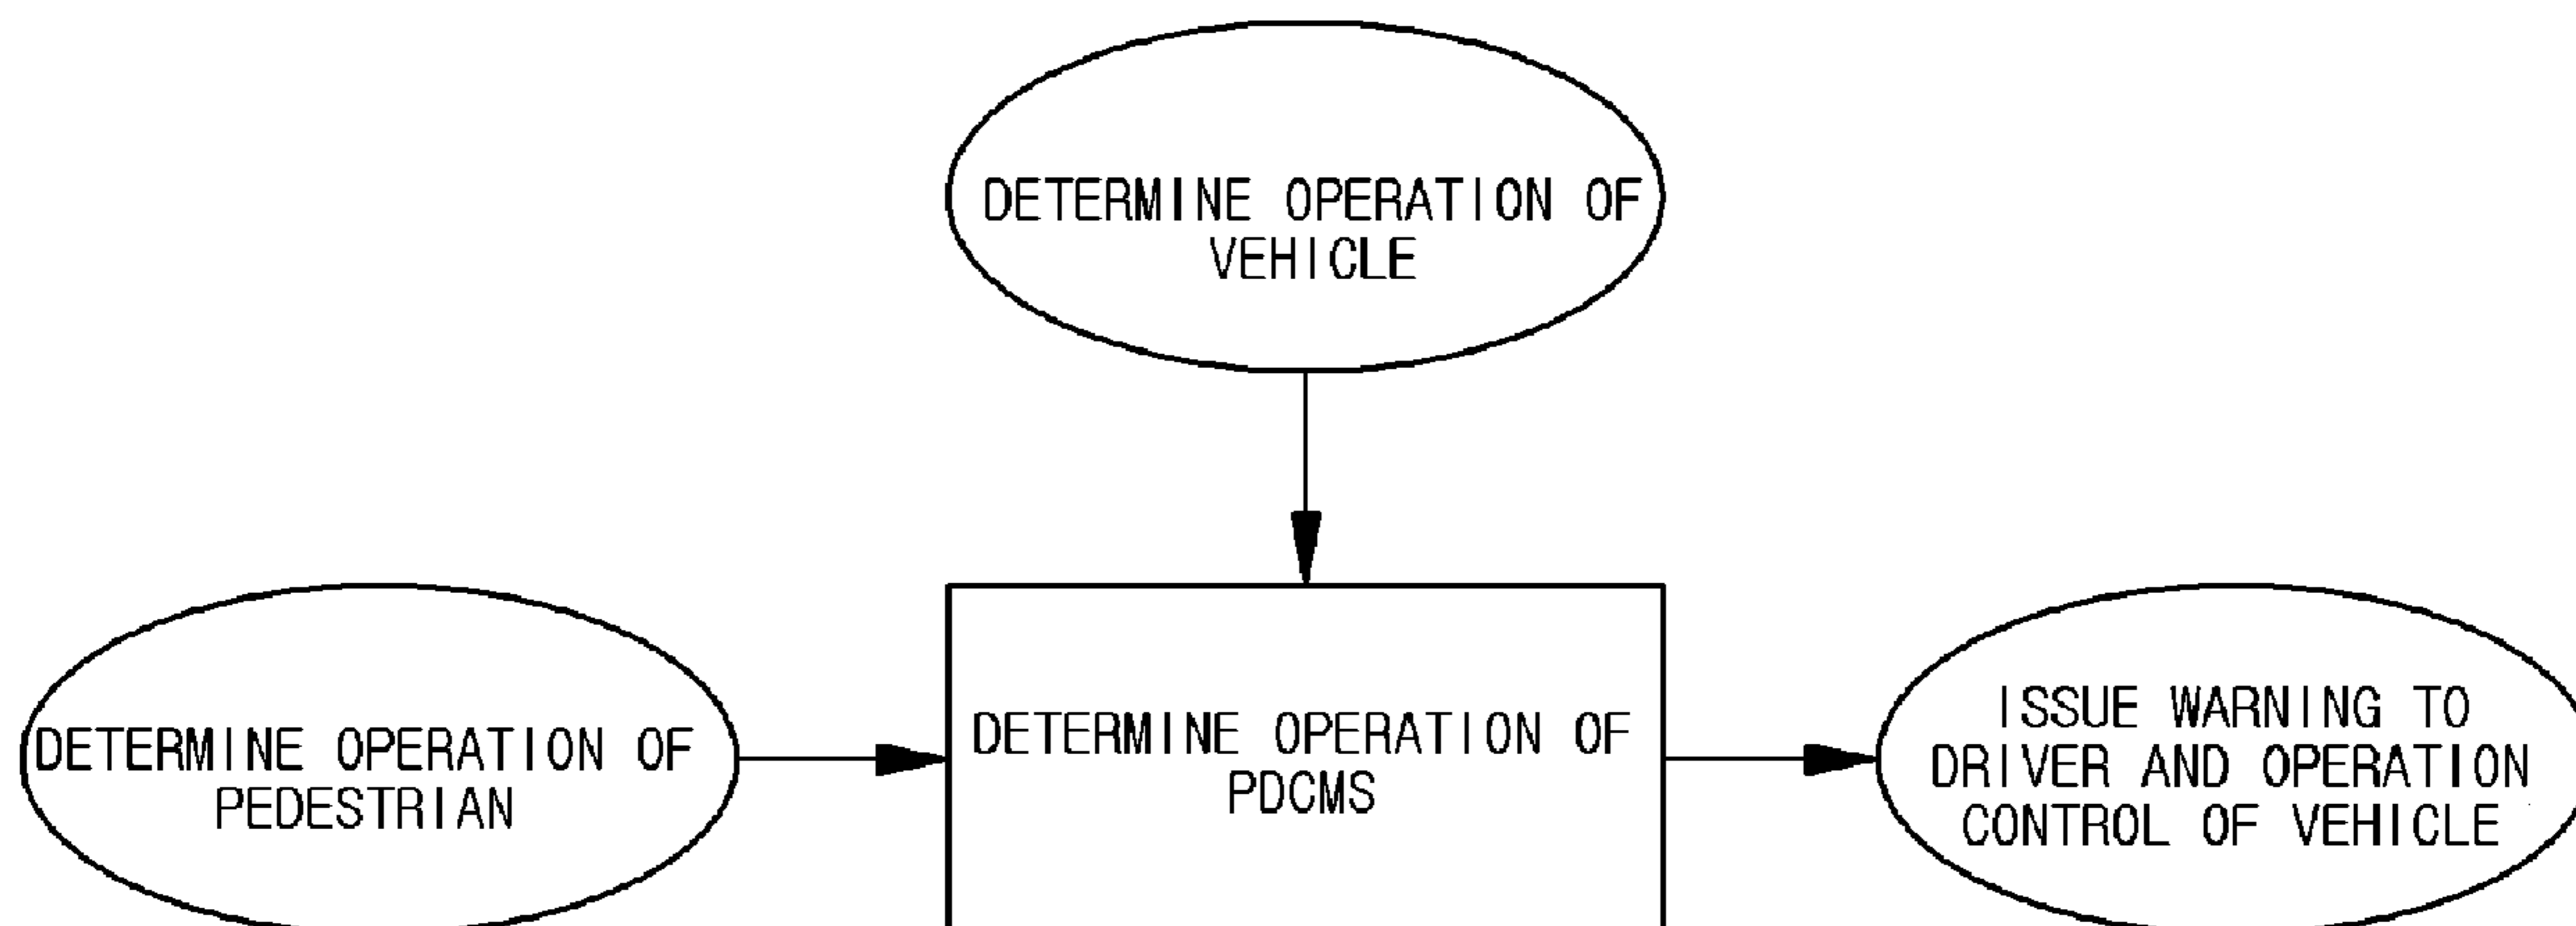 DETERMINE OPERATION OF
VEHICLE
DETERMINE OPERATION OF
PEDESTRIAN
DETERMINE OPERATION OF
PDCMS
ISSUE WARNING TO
DRIVER AND OPERATION
CONTROL OF VEHICLE